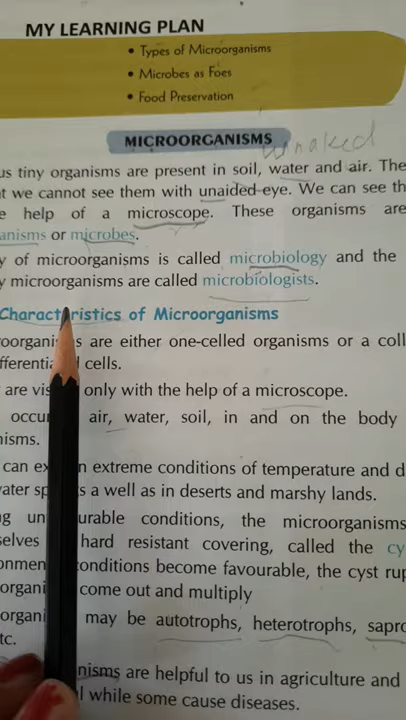 MY LEARNING PLAN
• Types of Microorganisms
• Microbes as Foes
• Food Preservation
unaked
MICROORGANISMS
us tiny organisms are present in soil, water and air. The
t we cannot see them with unaided eye. We can see th
e help of a microscope. These organisms are
anisms or microbes.
y of microorganisms is called microbiology and the
y microorganisms are called microbiologists.
Characteristics of Microorganisms
oorgani s are either one-celled organisms or a coll
fferentia cells.
are vis only with the help of a microscope.
occu air, water, soil, in and on the body
nisms.
can ex n extreme conditions of temperature and d
vater sp s a well as in deserts and marshy lands.
ng un urable conditions, the microorganisms
selves hard resistant covering, called the cy
onmen conditions become favourable, the cyst rup
organi come out and multiply
organi may be autotrophs, heterotrophs, sapro
tc.
nisms are helpful to us in agriculture and
l while some cause diseases.